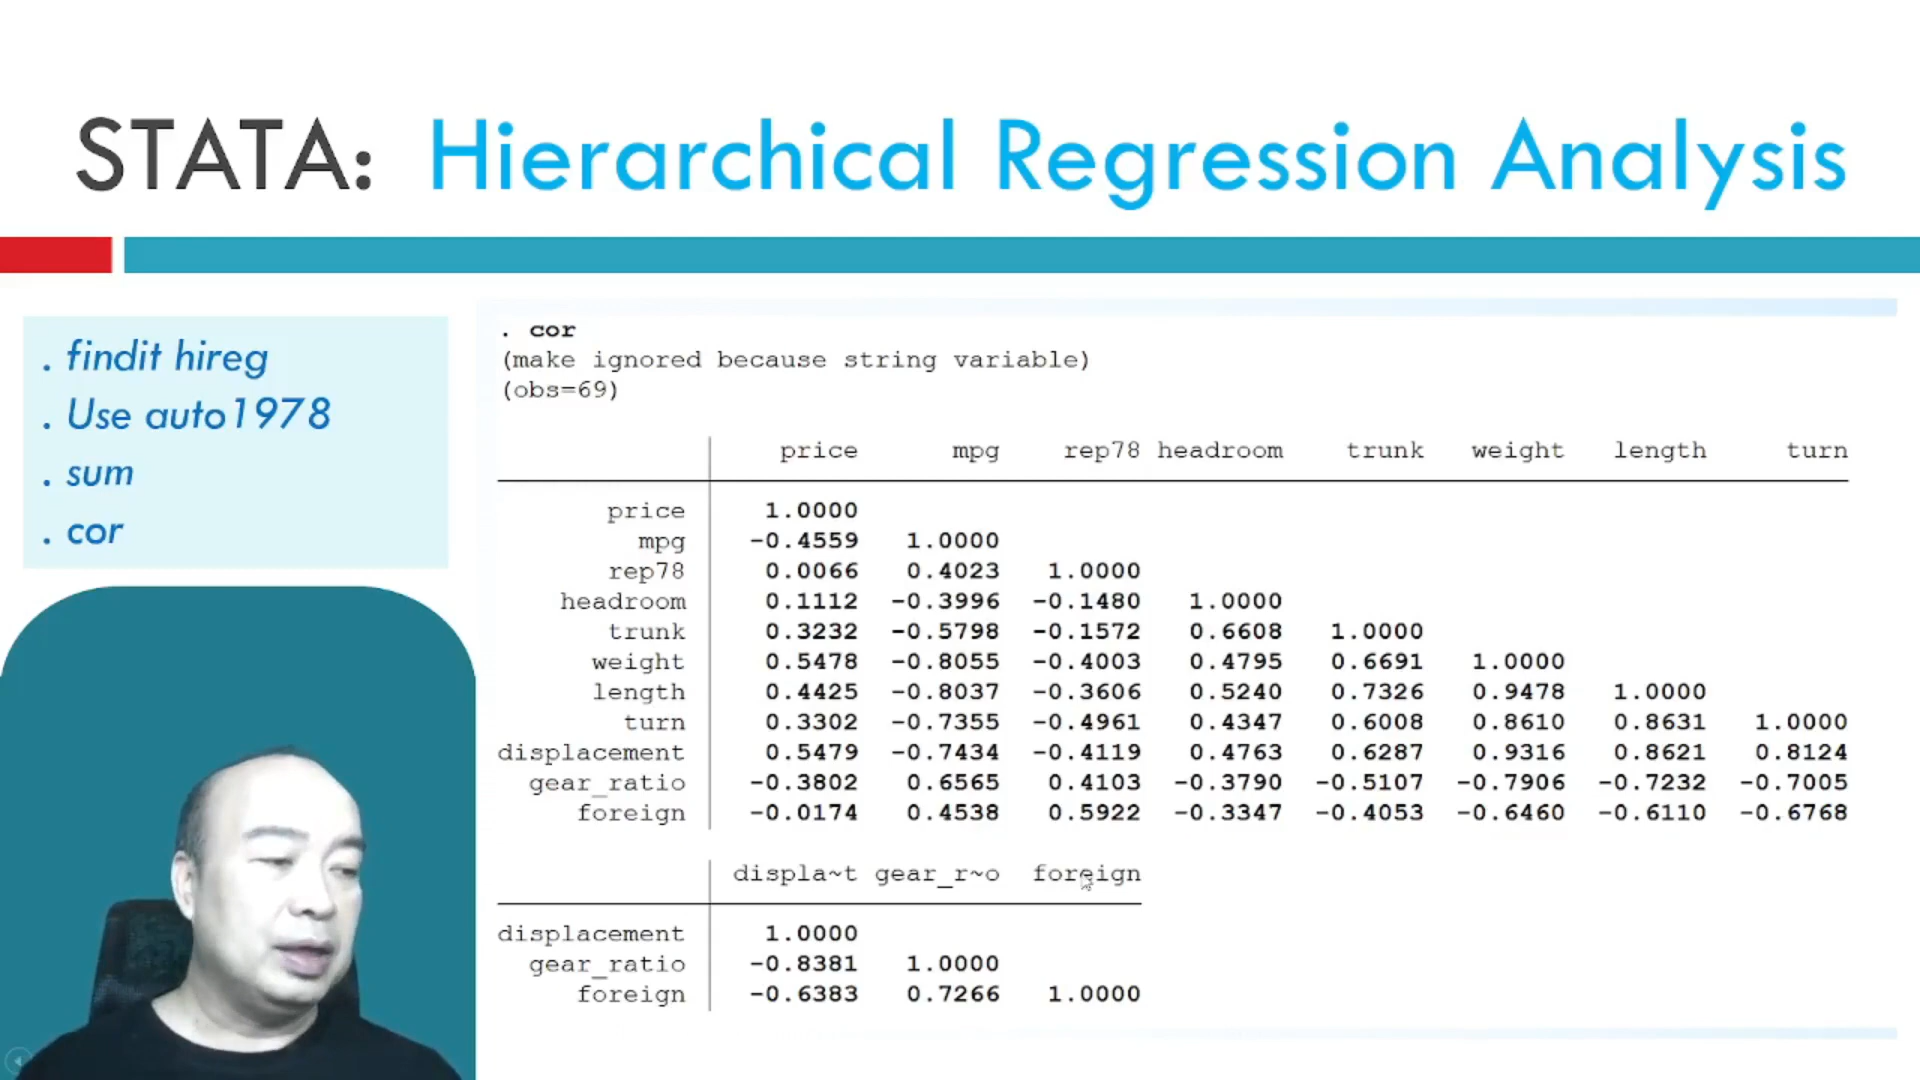 STATA: Hierarchical Regression Analysis
. findit hireg
. Use auto1978
. sum
. cor
. cor
(make ignored because string variable)
(obs=69)
price mpg rep78 headroom trunk weight length turn
price 1.0000
mpg -0.4559 1.0000
rep78 0.0066 0.4023 1.0000
headroom 0.1112 -0.3996 -0.1480 1.0000
trunk 0.3232 -0.5798 -0.1572 0.6608 1.0000
weight 0.5478 -0.8055 -0.4003 0.4795 0.6691 1.0000
length 0.4425 -0.8037 -0.3606 0.5240 0.7326 0.9478 1.0000
turn 0.3302 -0.7355 -0.4961 0.4347 0.6008 0.8610 0.8631 1.0000
displacement 0.5479 -0.7434 -0.4119 0.4763 0.6287 0.9316 0.8621 0.8124
gear_ratio -0.3802 0.6565 0.4103 -0.3790 -0.5107 -0.7906 -0.7232 -0.7005
foreign -0.0174 0.4538 0.5922 -0.3347 -0.4053 -0.6460 -0.6110 -0.6768
displa~t gear_r~o foreign
displacement 1.0000
gear_ratio -0.8381 1.0000
foreign -0.6383 0.7266 1.0000